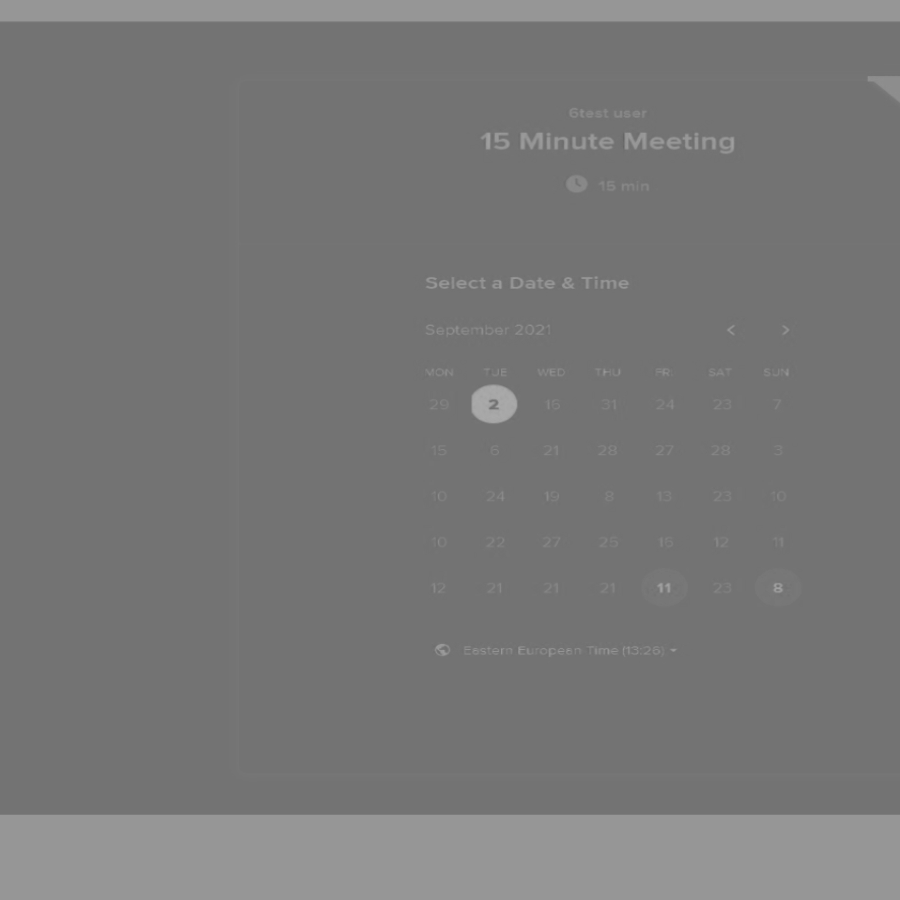 6test user
15 Minute Meeting
15 min
Select a Date & Time
September 2021
MON TUE WED THU FRI SAT SUN
29 2 15 31 24 23 7
15 6 21 28 27 28 3
10 24 19 8 13 23 10
10 22 27 25 15 12 11
12 21 21 21 11 23 8
Eastern European Time (13:26)